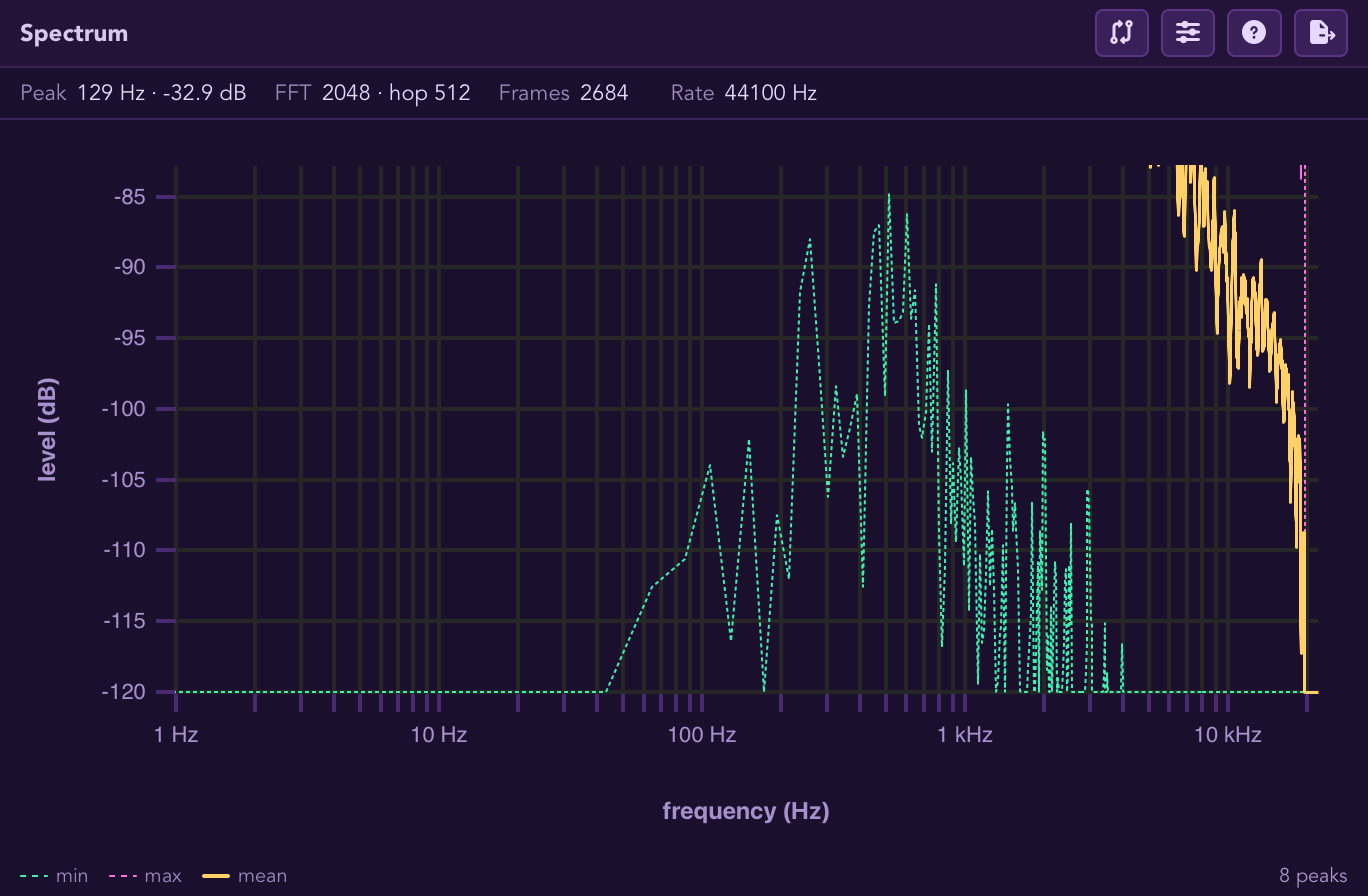 Spectrum
Peak 129 Hz · -32.9 dB FFT 2048 · hop 512 Frames 2684 Rate 44100 Hz
-85
-90
-95
-100
-105
-110
-115
-120
level (dB)
1 Hz 10 Hz 100 Hz 1 kHz 10 kHz
frequency (Hz)
min max mean 8 peaks